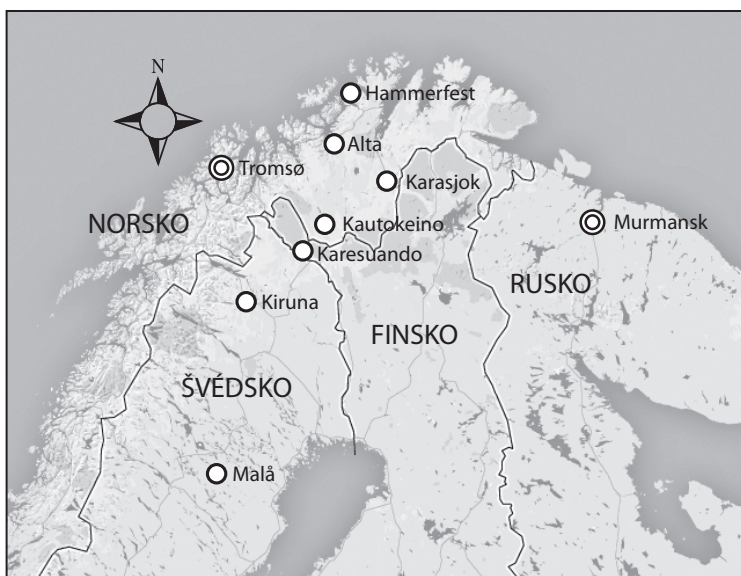 N
Hammerfest
Alta
Tromsø
Karasjok
NORSKO
Kautokeino
Murmansk
Karesuando
RUSKO
Kiruna
FINSKO
ŠVÉDSKO
Malå